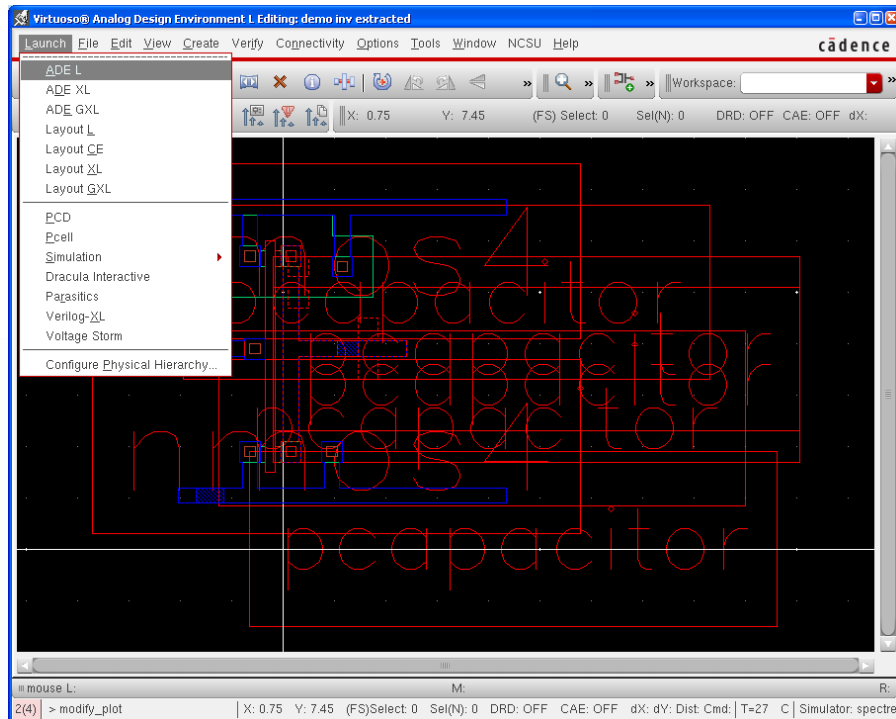 Virtuoso® Analog Design Environment L Editing: demo inv extracted
Launch File Edit View Create Verify Connectivity Options Tools Window NCSU Help
cādence
ADE L
ADE XL
ADE GXL
Layout L
Layout CE
Layout XL
Layout GXL
PCD
Pcell
Simulation
Dracula Interactive
Parasitics
Verilog-XL
Voltage Storm
Configure Physical Hierarchy...
» » » Workspace: »
X: 0.75 Y: 7.45 (FS) Select: 0 Sel(N): 0 DRD: OFF CAE: OFF dX:
os4
pcapacitor
pcapacitor
pcapacitor
pcapacitor
nmos4
pcapacitor
mouse L: M: R:
2(4) > modify_plot X: 0.75 Y: 7.45 (FS)Select: 0 Sel(N): 0 DRD: OFF CAE: OFF dX: dY: Dist: Cmd: T=27 C Simulator: spectre